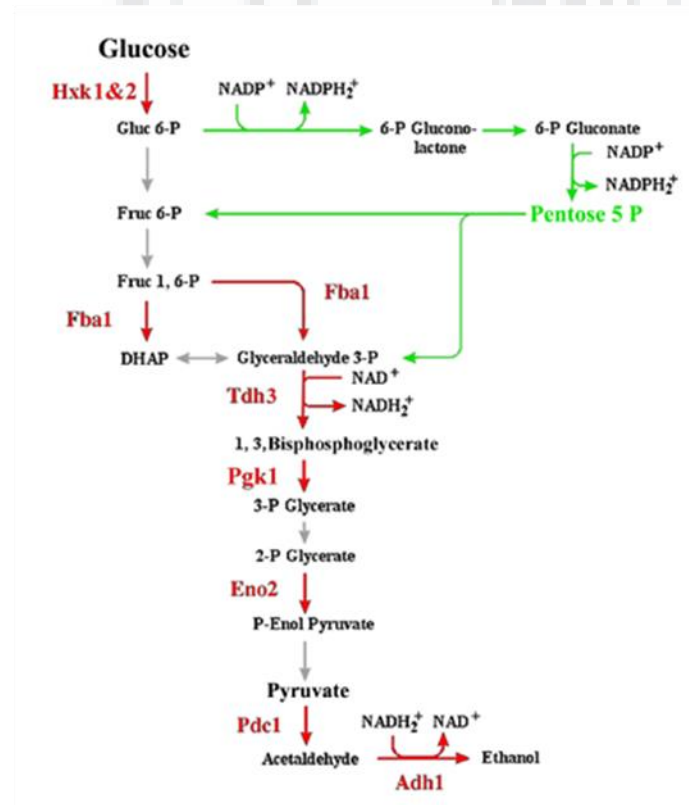 Glucose
Hxk1&2
NADP+ NADPH2+
Gluc 6-P
6-P Glucono-
lactone
6-P Gluconate
NADP+
NADPH2+
Fruc 6-P
Pentose 5 P
Fruc 1, 6-P
Fba1
Fba1
DHAP
Glyceraldehyde 3-P
NAD+
Tdh3
NADH2+
1, 3,Bisphosphoglycerate
Pgk1
3-P Glycerate
2-P Glycerate
Eno2
P-Enol Pyruvate
Pyruvate
Pdc1
NADH2+ NAD+
Acetaldehyde
Ethanol
Adh1